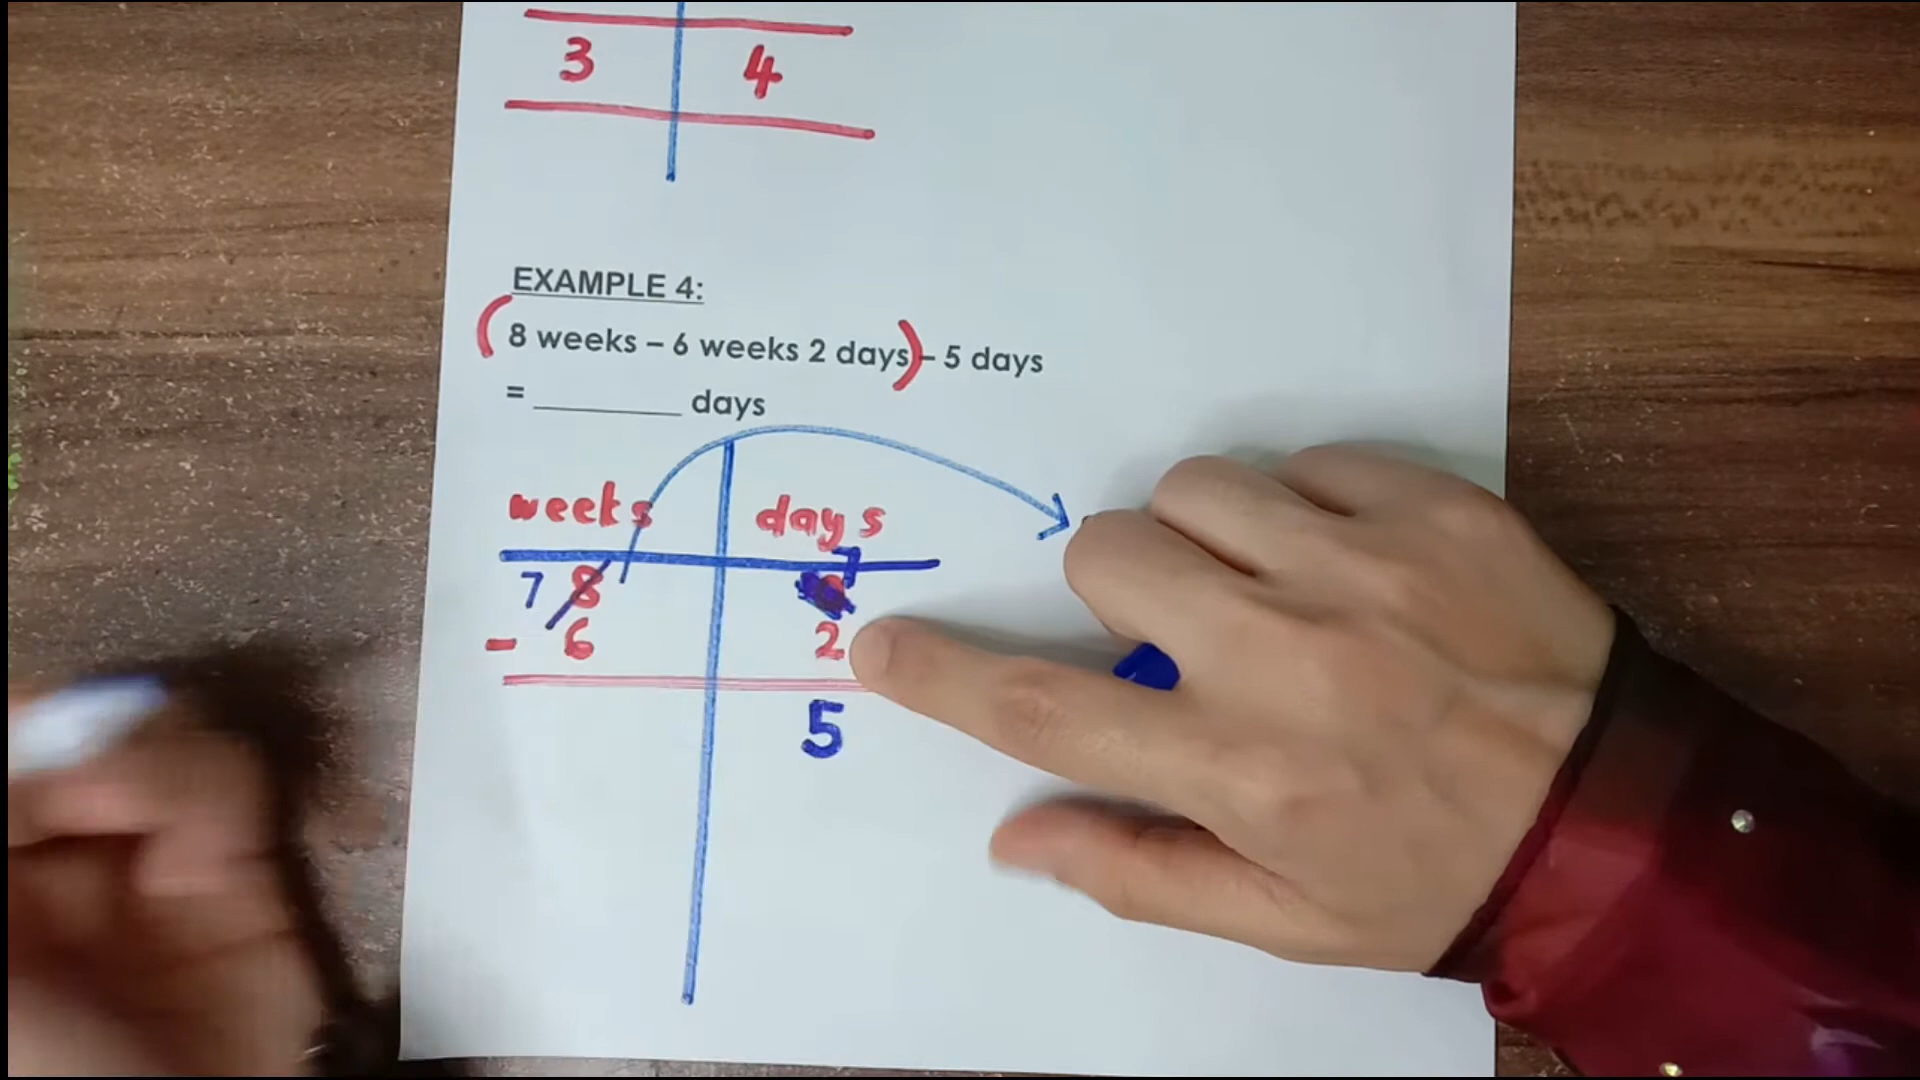 3 4
EXAMPLE 4:
(8 weeks – 6 weeks 2 days) – 5 days
= ________ days
weeks days
7 8 7
- 6 2
5